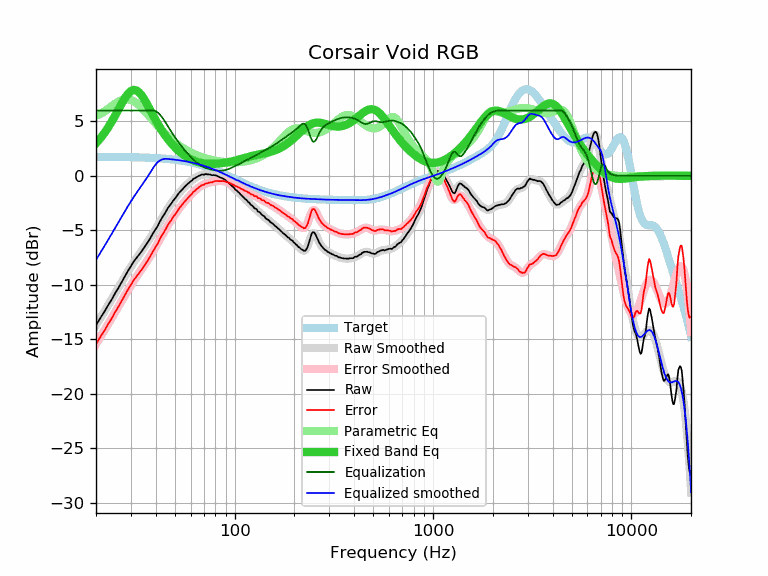 Corsair Void RGB
Amplitude (dBr)
5
0
−5
−10
−15
−20
−25
−30
Target
Raw Smoothed
Error Smoothed
Raw
Error
Parametric Eq
Fixed Band Eq
Equalization
Equalized smoothed
100
1000
10000
Frequency (Hz)